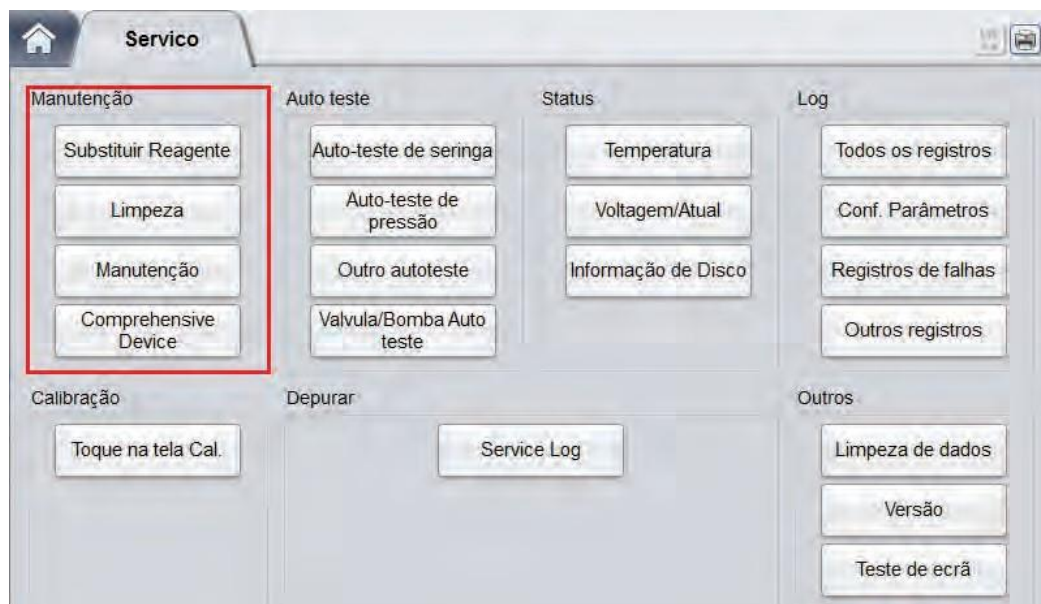 Servico
Manutenção
Substituir Reagente
Limpeza
Manutenção
Comprehensive
Device
Auto teste
Auto-teste de seringa
Auto-teste de
pressão
Outro autoteste
Valvula/Bomba Auto
teste
Status
Temperatura
Voltagem/Atual
Informação de Disco
Log
Todos os registros
Conf. Parâmetros
Registros de falhas
Outros registros
Calibração
Toque na tela Cal.
Depurar
Service Log
Outros
Limpeza de dados
Versão
Teste de ecrã